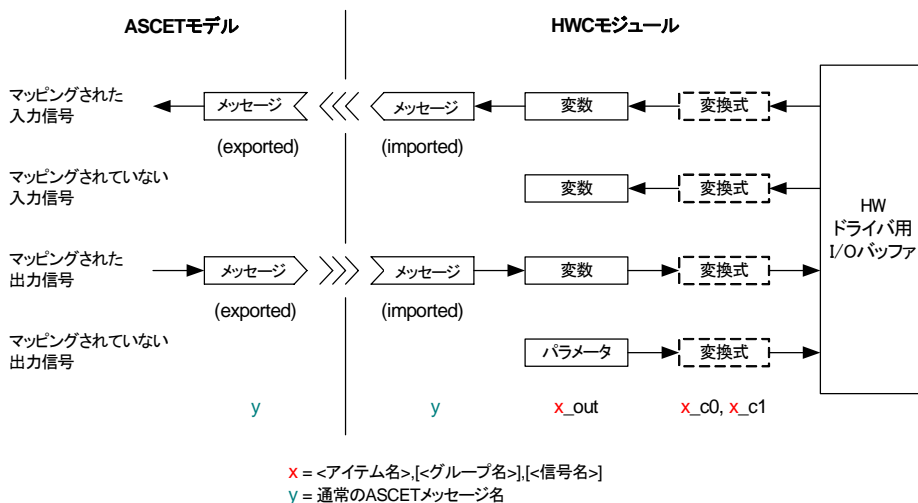 ASCETモデル
HWCモジュール
マッピングされた
入力信号
メッセージ
メッセージ
変数
変換式
(exported)
(imported)
マッピングされていない
入力信号
変数
変換式
HW
ドライバ用
I/Oバッファ
マッピングされた
出力信号
メッセージ
メッセージ
変数
変換式
(exported)
(imported)
マッピングされていない
出力信号
パラメータ
変換式
y
y
x_out
x_c0, x_c1
x = <アイテム名>,[<グループ名>],[<信号名>]
y = 通常のASCETメッセージ名